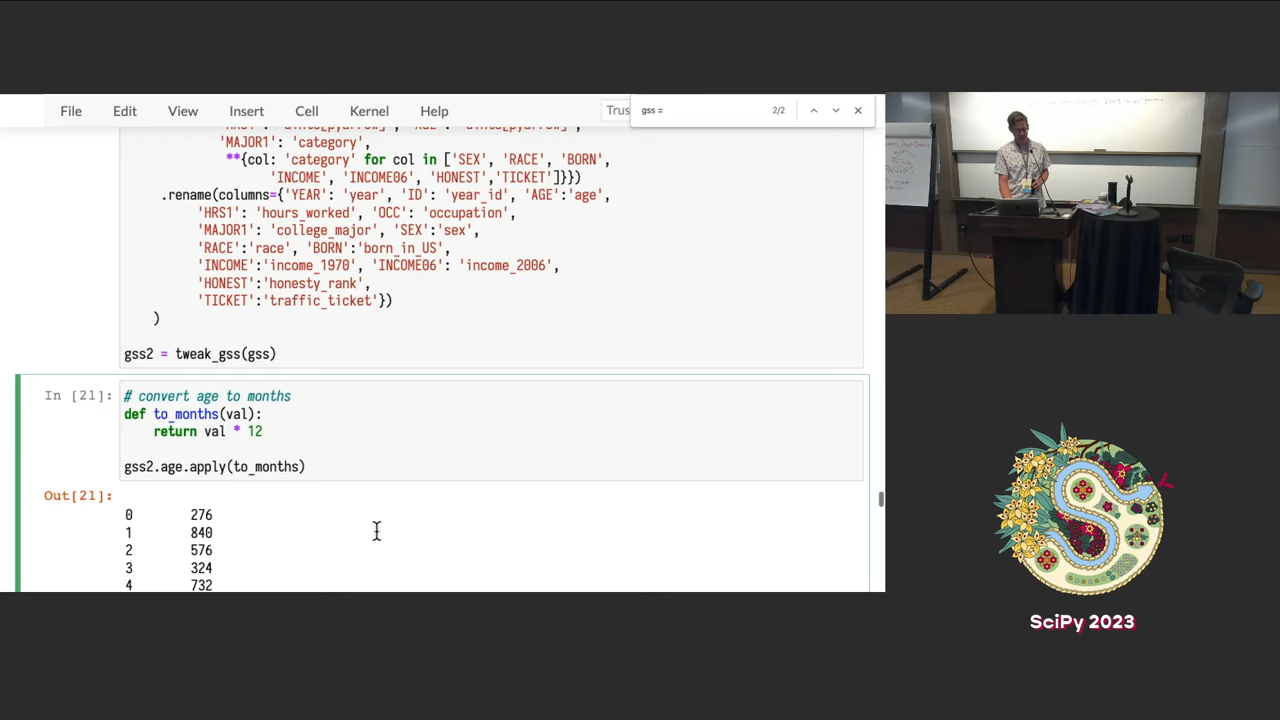 File Edit View Insert Cell Kernel Help Trus gss = 2/2
'MAJOR1': 'category',
**{col: 'category' for col in ['SEX', 'RACE', 'BORN',
'INCOME', 'INCOME06', 'HONEST','TICKET']}})
.rename(columns={'YEAR': 'year', 'ID': 'year_id', 'AGE':'age',
'HRS1': 'hours_worked', 'OCC': 'occupation',
'MAJOR1': 'college_major', 'SEX':'sex',
'RACE':'race', 'BORN':'born_in_US',
'INCOME':'income_1970', 'INCOME06': 'income_2006',
'HONEST':'honesty_rank',
'TICKET':'traffic_ticket'})
)
gss2 = tweak_gss(gss)
In [21]: # convert age to months
def to_months(val):
return val * 12
gss2.age.apply(to_months)
Out[21]:
0 276
1 840
2 576
3 324
4 732
SciPy 2023